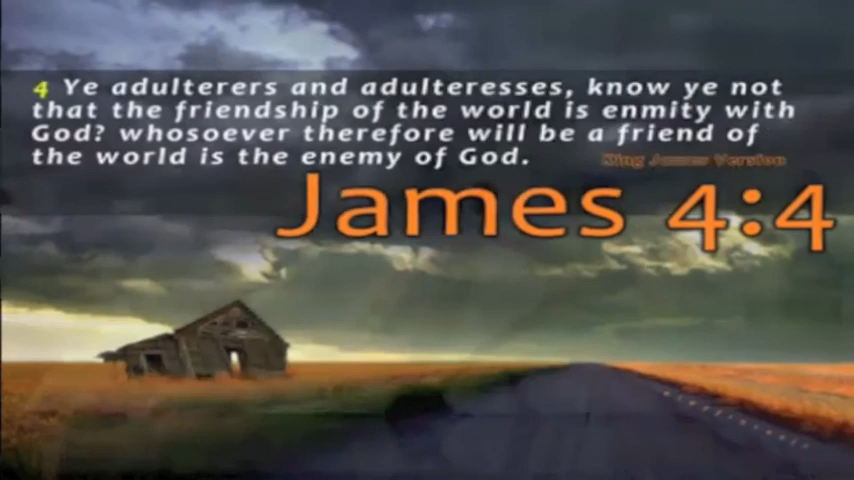 4 Ye adulterers and adulteresses, know ye not
that the friendship of the world is enmity with
God? whosoever therefore will be a friend of
the world is the enemy of God.
King James Version
James 4:4